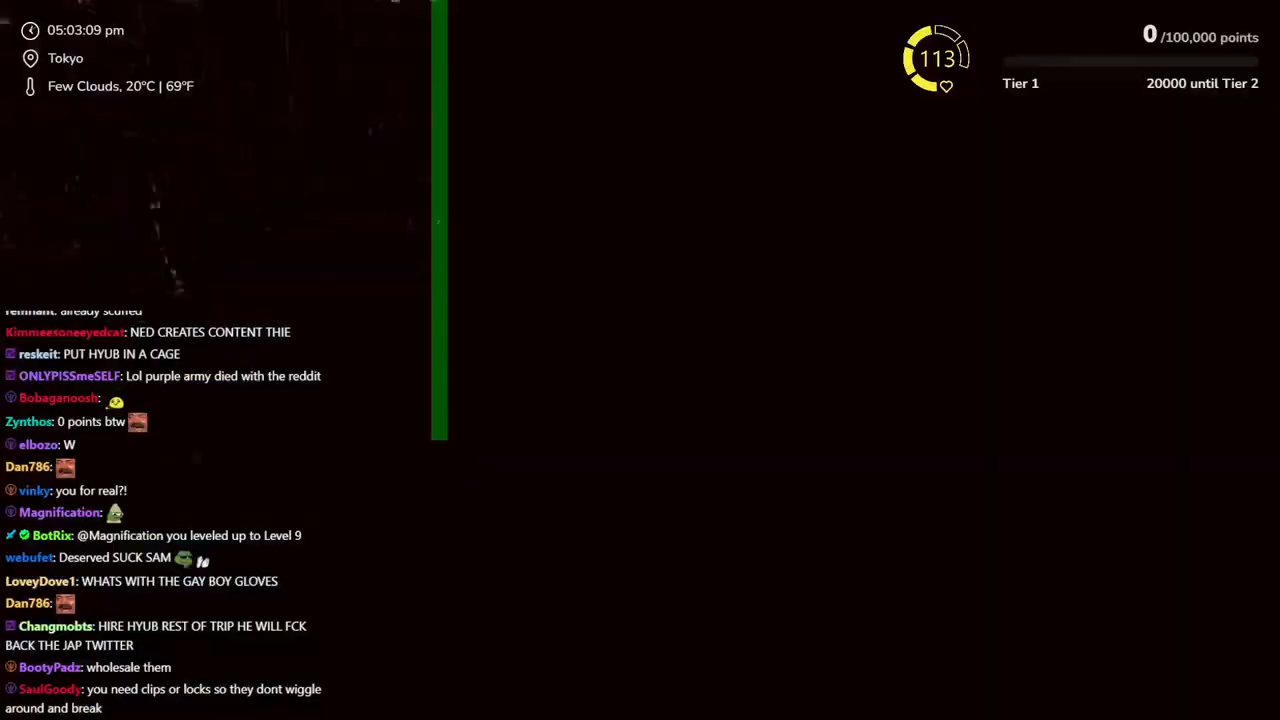 05:03:09 pm
Tokyo
Few Clouds, 20°C | 69°F
113
0 /100,000 points
Tier 1
20000 until Tier 2
remnant: already scuffed
Kimmeesoneeyedcat: NED CREATES CONTENT THIE
reskeit: PUT HYUB IN A CAGE
ONLYPISSmeSELF: Lol purple army died with the reddit
Bobaganoosh:
Zynthos: 0 points btw
elbozo: W
Dan786:
vinky: you for real?!
Magnification:
BotRix: @Magnification you leveled up to Level 9
webufet: Deserved SUCK SAM
LoveyDove1: WHATS WITH THE GAY BOY GLOVES
Dan786:
Changmobts: HIRE HYUB REST OF TRIP HE WILL FCK
BACK THE JAP TWITTER
BootyPadz: wholesale them
SaulGoody: you need clips or locks so they dont wiggle
around and break